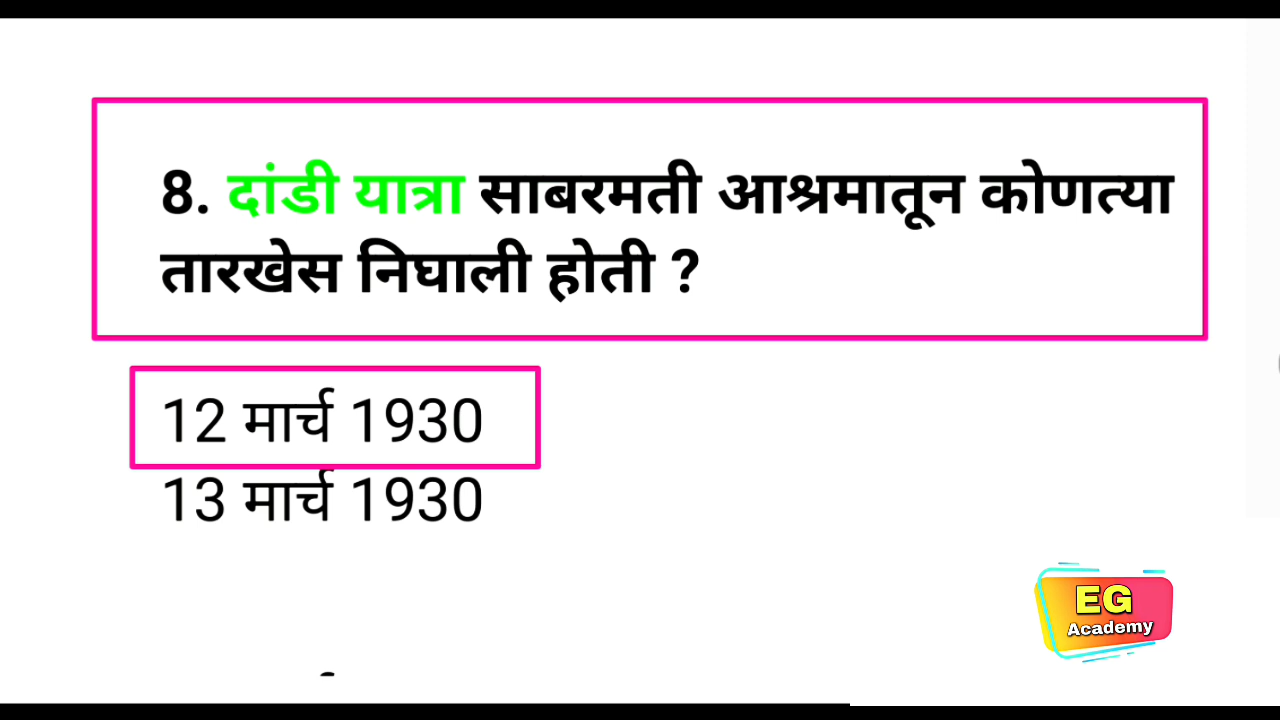 8. दांडी यात्रा साबरमती आश्रमातून कोणत्या
तारखेस निघाली होती ?
12 मार्च 1930
13 मार्च 1930
EG
Academy